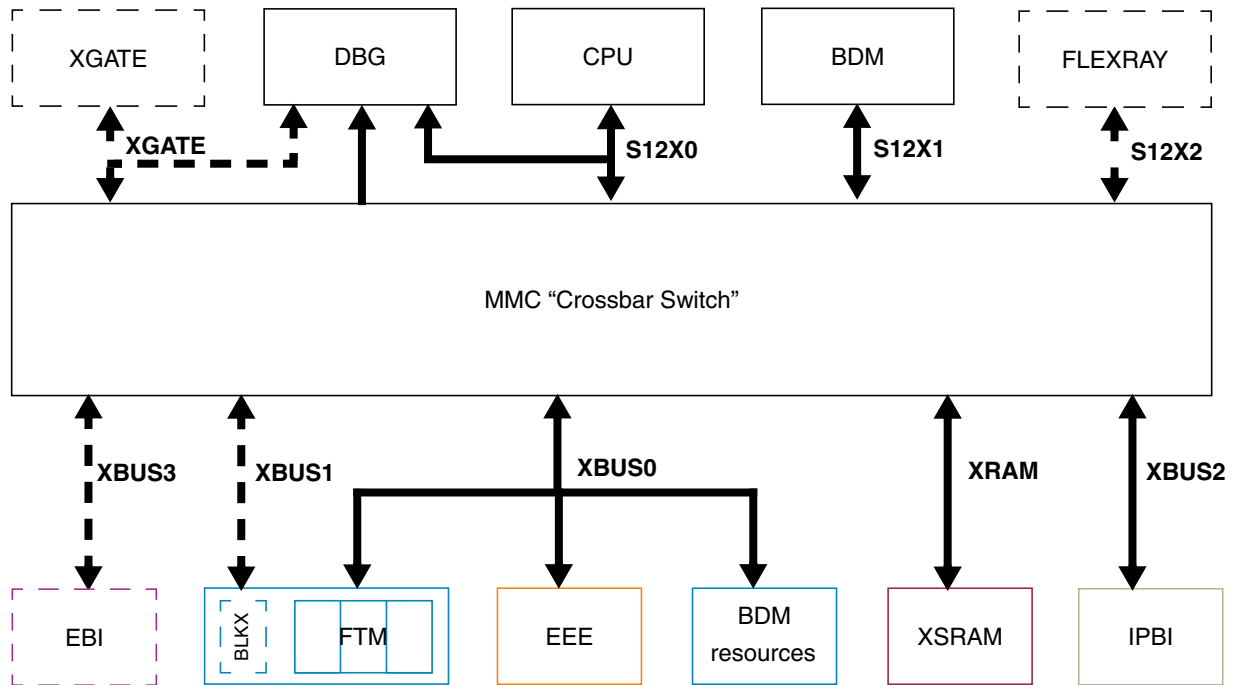 XGATE
DBG
CPU
BDM
FLEXRAY
XGATE
S12X0
S12X1
S12X2
MMC “Crossbar Switch”
XBUS3
XBUS1
XBUS0
XRAM
XBUS2
EBI
BLKX
FTM
EEE
BDM
resources
XSRAM
IPBI